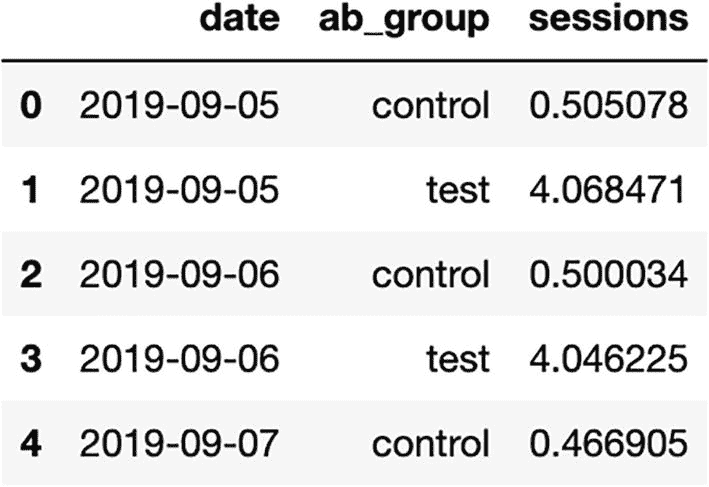 date ab_group sessions
0 2019-09-05 control 0.505078
1 2019-09-05 test 4.068471
2 2019-09-06 control 0.500034
3 2019-09-06 test 4.046225
4 2019-09-07 control 0.466905